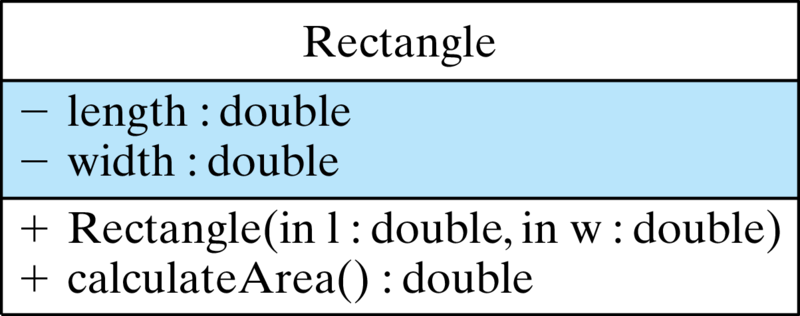 Rectangle
− length : double
− width : double
+ Rectangle(in l : double, in w : double)
+ calculateArea() : double